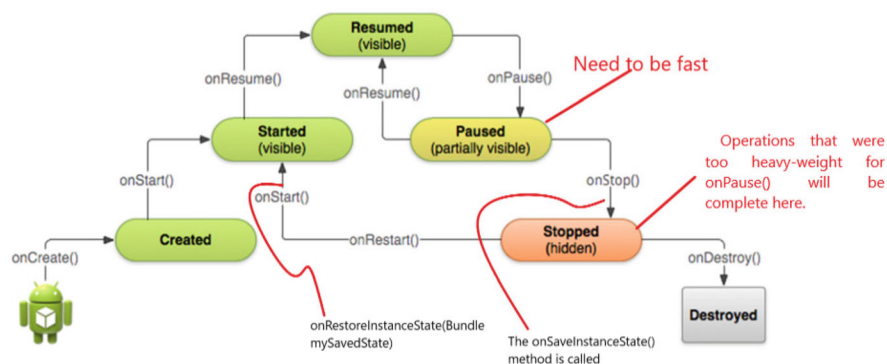 Resumed
(visible)
onResume()
onResume()
onPause()
Need to be fast
Started
(visible)
Paused
(partially visible)
Operations that were
too heavy-weight for
onPause() will be
complete here.
onStart()
onStart()
onStop()
Created
onRestart()
Stopped
(hidden)
onCreate()
onDestroy()
Destroyed
onRestoreInstanceState(Bundle
mySavedState)
The onSaveInstanceState()
method is called